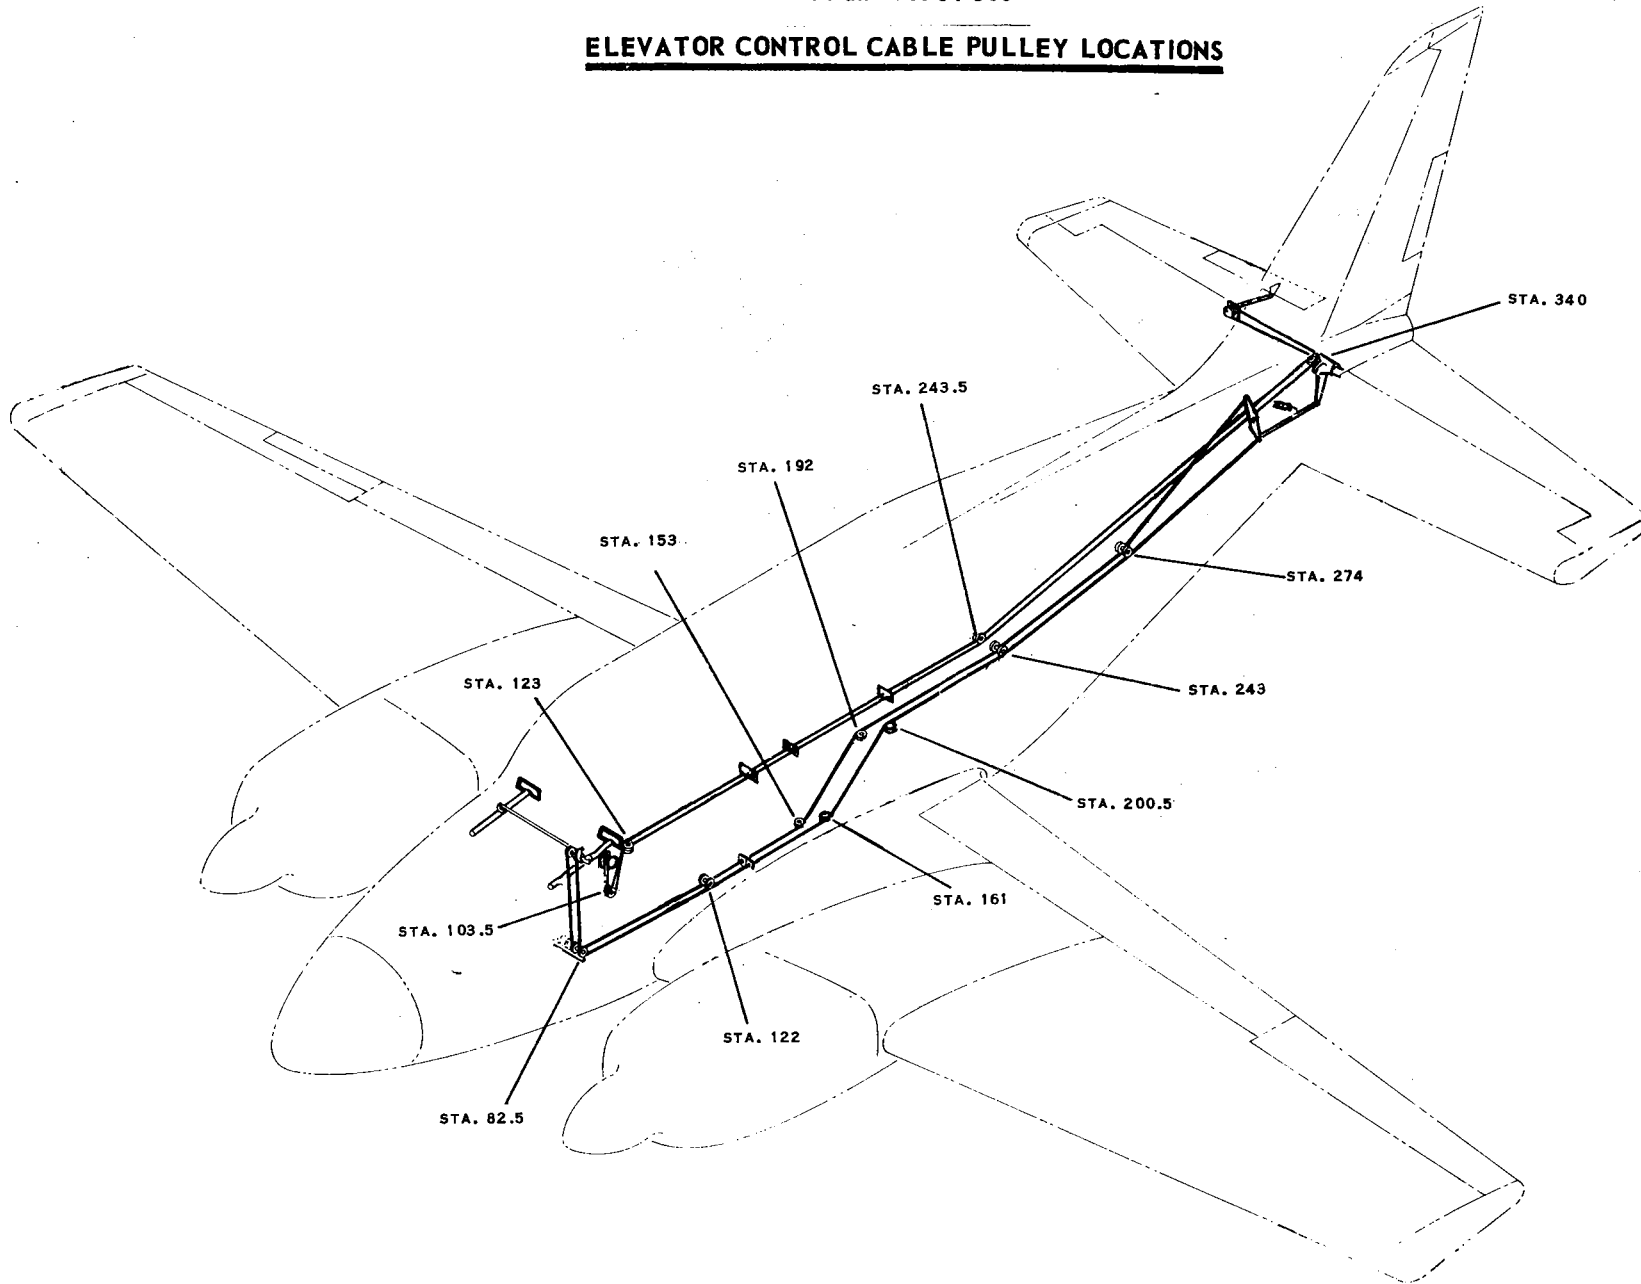 ELEVATOR CONTROL CABLE PULLEY LOCATIONS
STA. 340
STA. 243.5
STA. 192
STA. 153
STA. 274
STA. 123
STA. 243
STA. 200.5
STA. 161
STA. 103.5
STA. 122
STA. 82.5